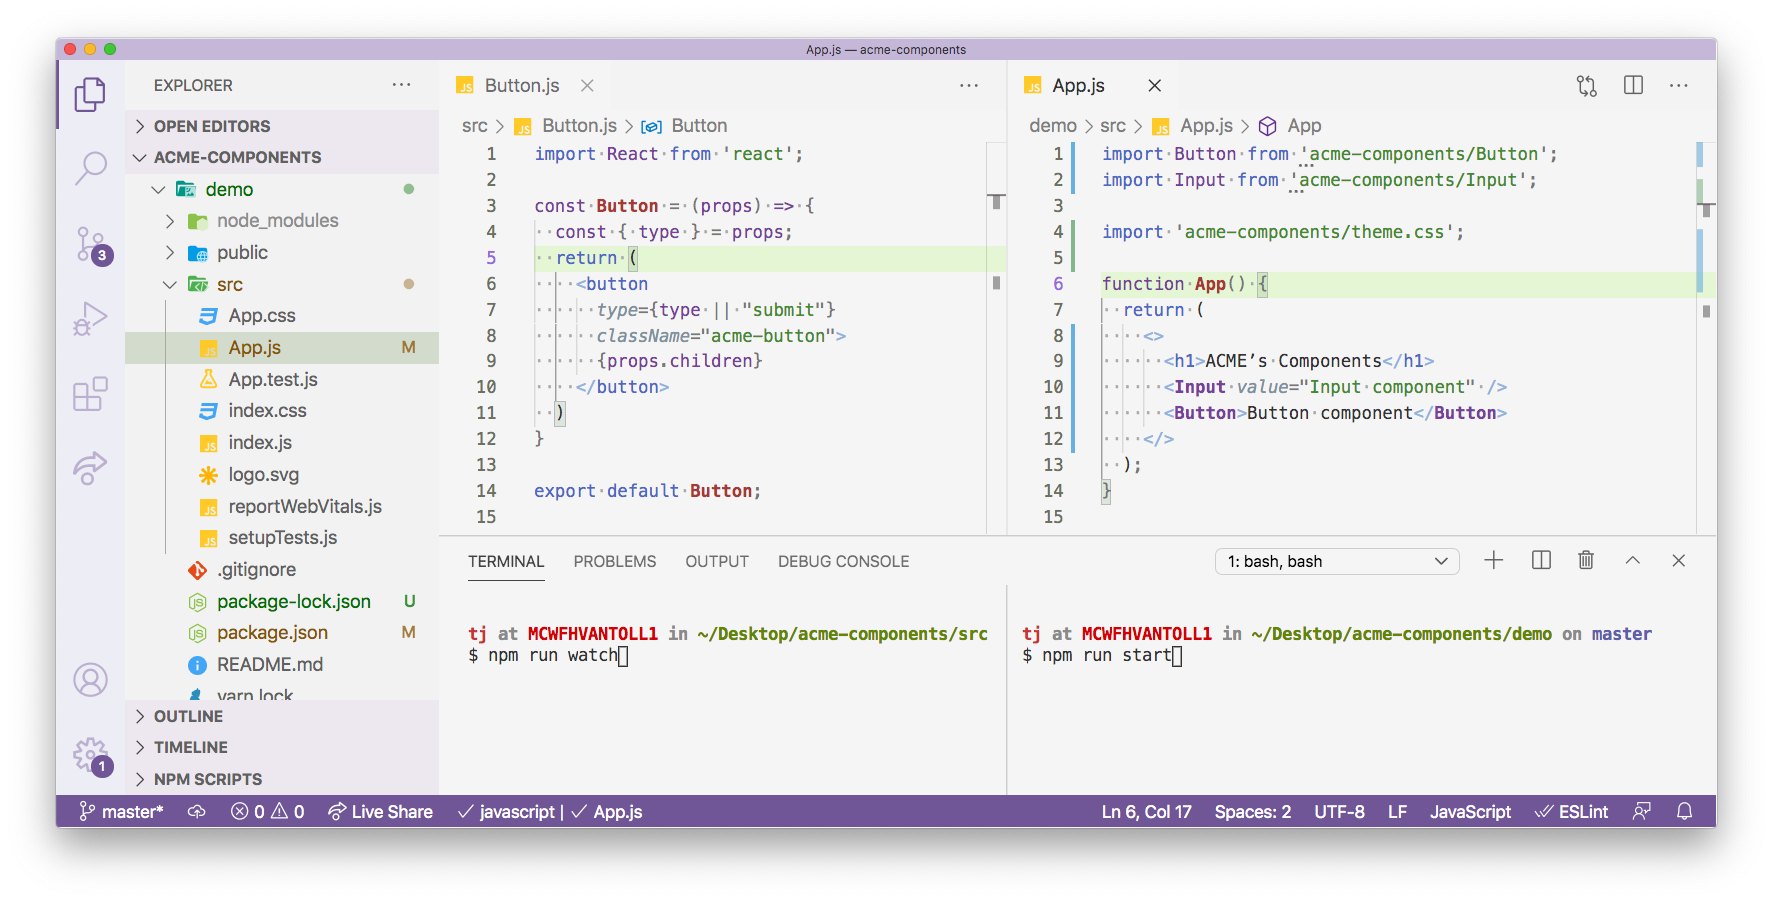 App.js — acme-components
EXPLORER
OPEN EDITORS
ACME-COMPONENTS
demo
node_modules
public
src
App.css
App.js M
App.test.js
index.css
index.js
logo.svg
reportWebVitals.js
setupTests.js
.gitignore
package-lock.json U
package.json M
README.md
yarn.lock
OUTLINE
TIMELINE
NPM SCRIPTS
3
1
JS Button.js
src > JS Button.js > Button
1 import React from 'react';
2
3 const Button = (props) => {
4 const { type } = props;
5 return (
6 <button
7 type={type || "submit"}
8 className="acme-button">
9 {props.children}
10 </button>
11 )
12 }
13
14 export default Button;
15
JS App.js
demo > src > JS App.js > App
1 import Button from 'acme-components/Button';
2 import Input from 'acme-components/Input';
3
4 import 'acme-components/theme.css';
5
6 function App() {
7 return (
8 <>
9 <h1>ACME’s Components</h1>
10 <Input value="Input component" />
11 <Button>Button component</Button>
12 </>
13 );
14 }
15
TERMINAL PROBLEMS OUTPUT DEBUG CONSOLE
1: bash, bash
tj at MCWFHVANTOLL1 in ~/Desktop/acme-components/src
$ npm run watch
tj at MCWFHVANTOLL1 in ~/Desktop/acme-components/demo on master
$ npm run start
master* 0 0 Live Share javascript | App.js Ln 6, Col 17 Spaces: 2 UTF-8 LF JavaScript ESLint